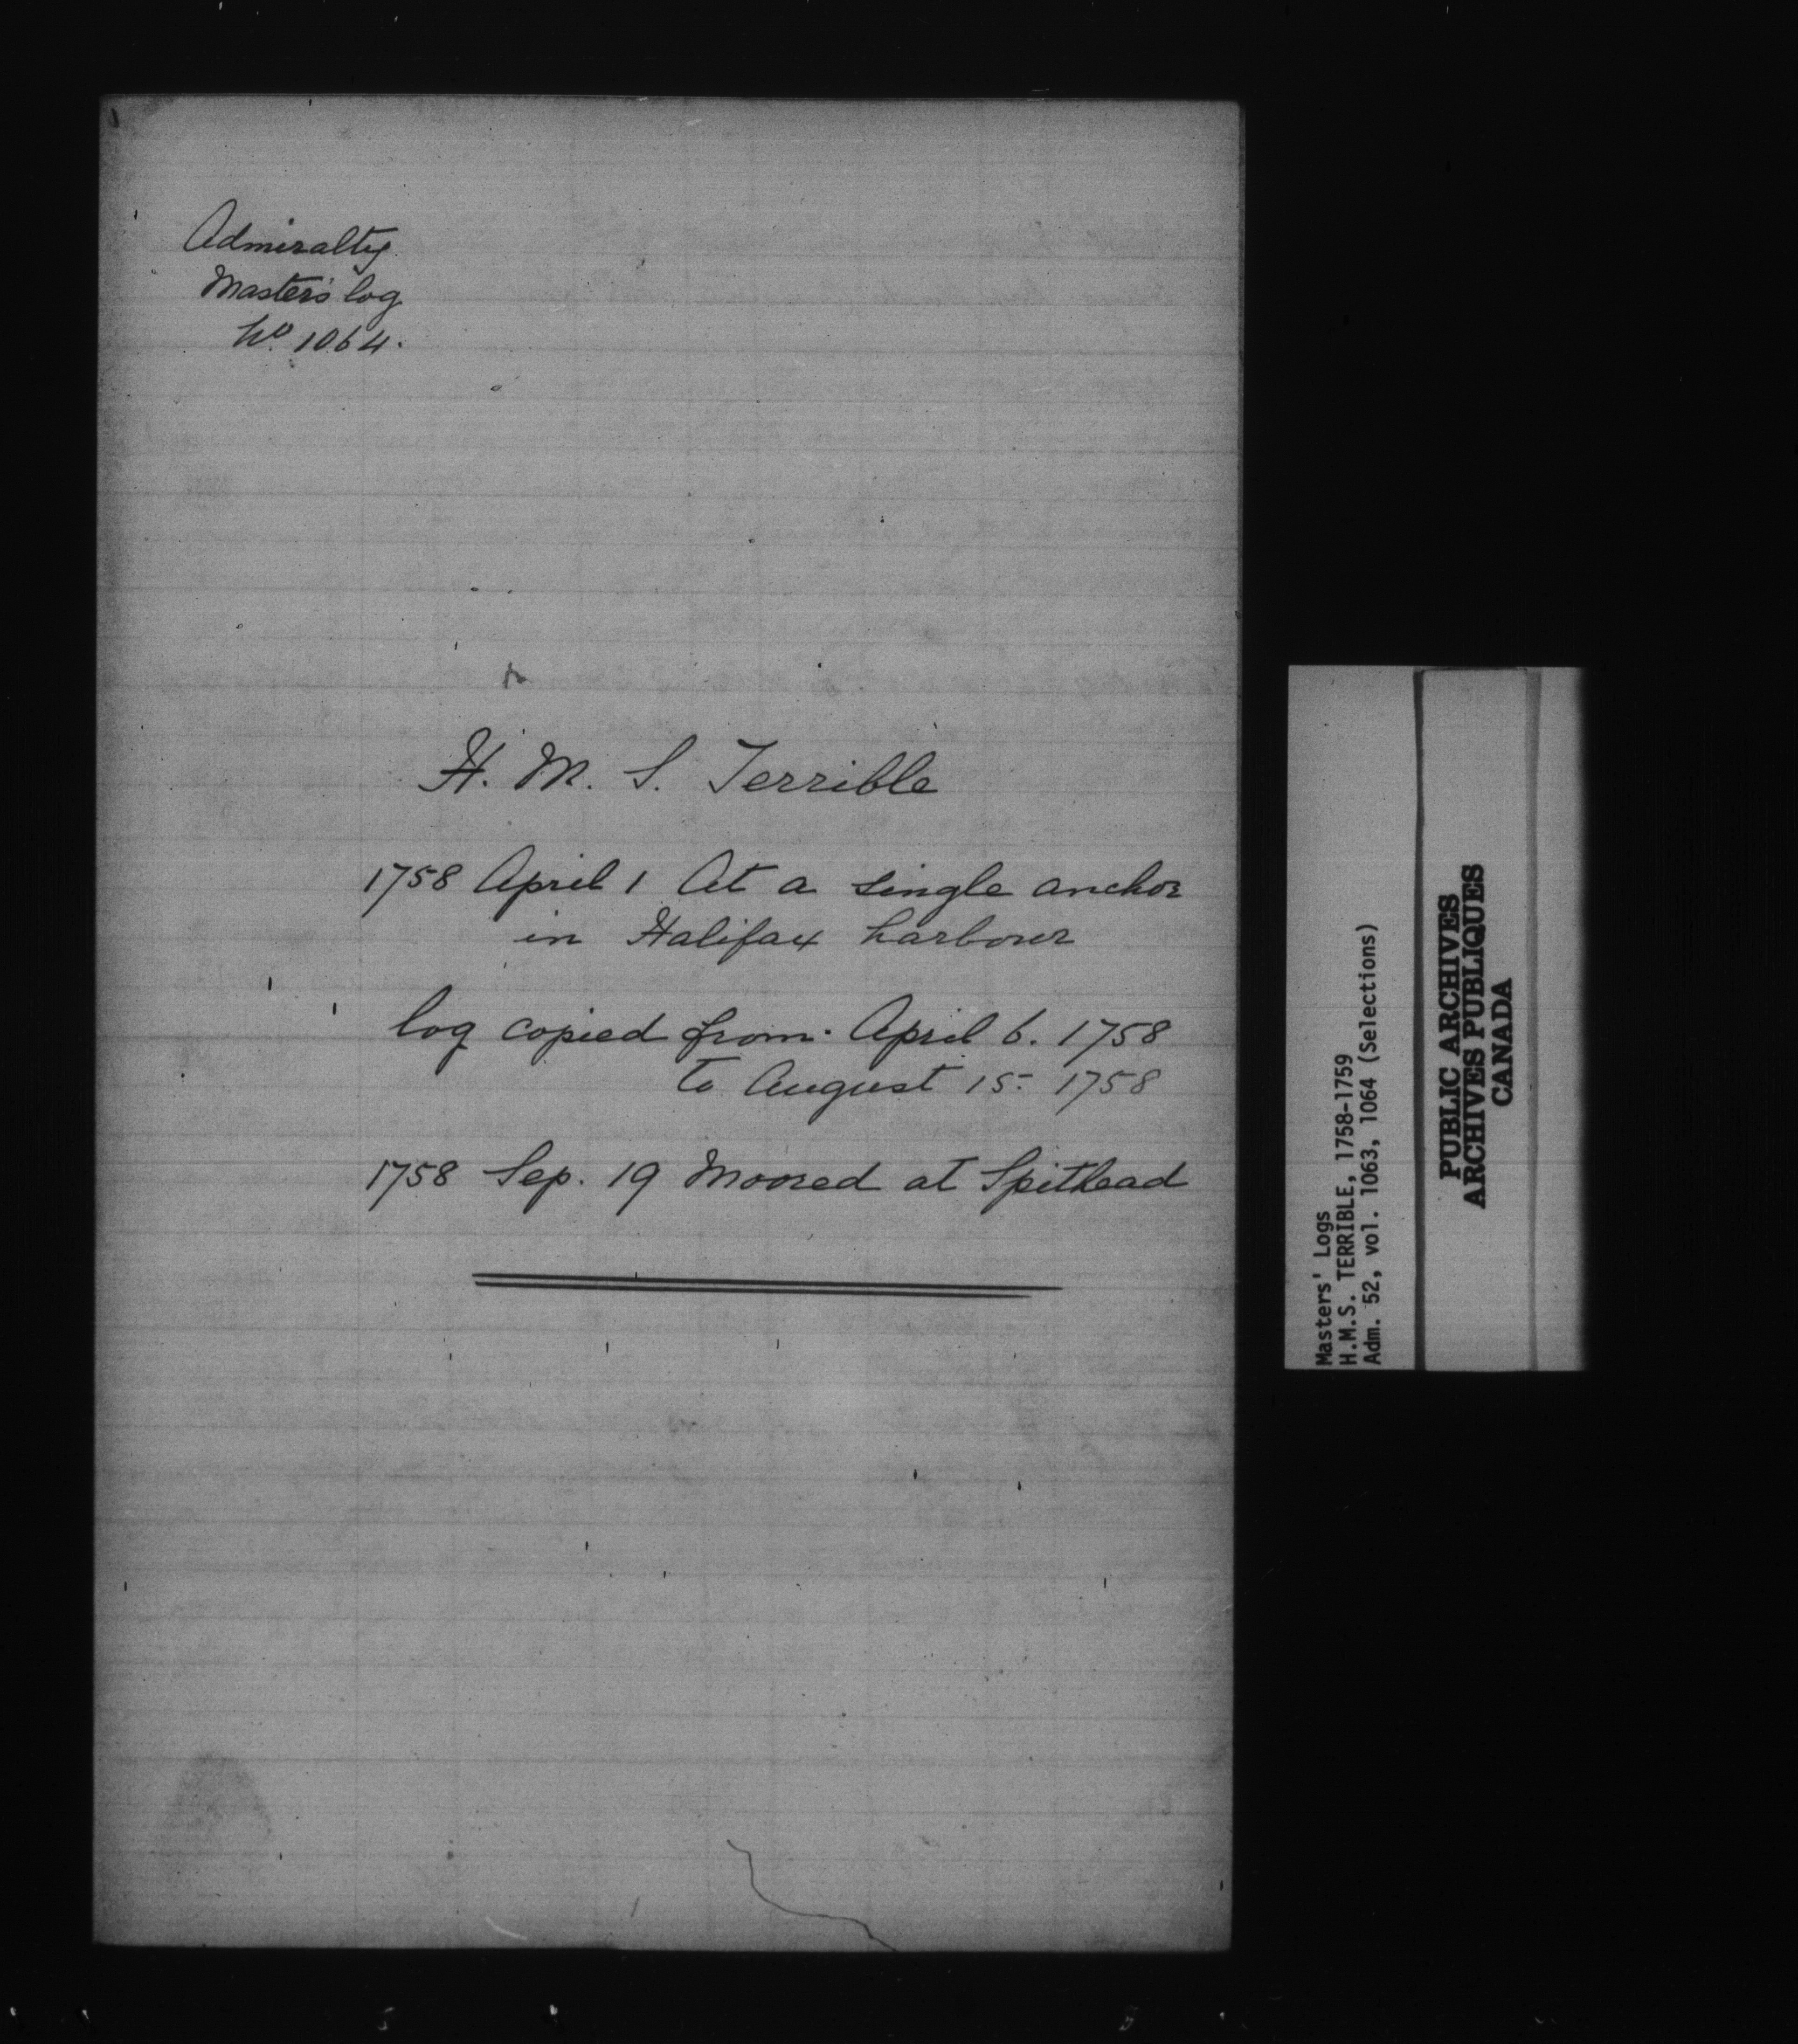 Admiralty
Master's log
No. 1064.
H. M. S. Terrible
1758 April 1 At a single anchor
in Halifax harbour
log copied from April 6. 1758
to August 15. 1758
1758 Sep. 19 Moored at Spithead
Masters' Logs
H.M.S. TERRIBLE, 1758-1759
Adm. 52, vol. 1063, 1064 (Selections)
PUBLIC ARCHIVES
ARCHIVES PUBLIQUES
CANADA